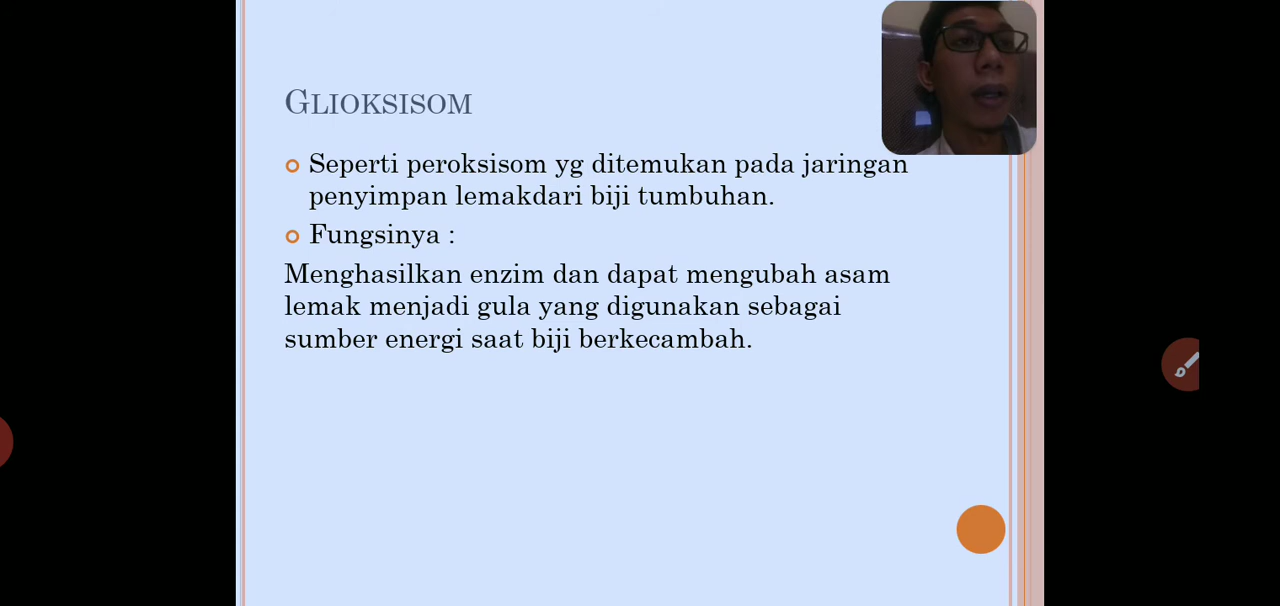 GLIOKSISOM
Seperti peroksisom yg ditemukan pada jaringan
penyimpan lemakdari biji tumbuhan.
Fungsinya :
Menghasilkan enzim dan dapat mengubah asam
lemak menjadi gula yang digunakan sebagai
sumber energi saat biji berkecambah.